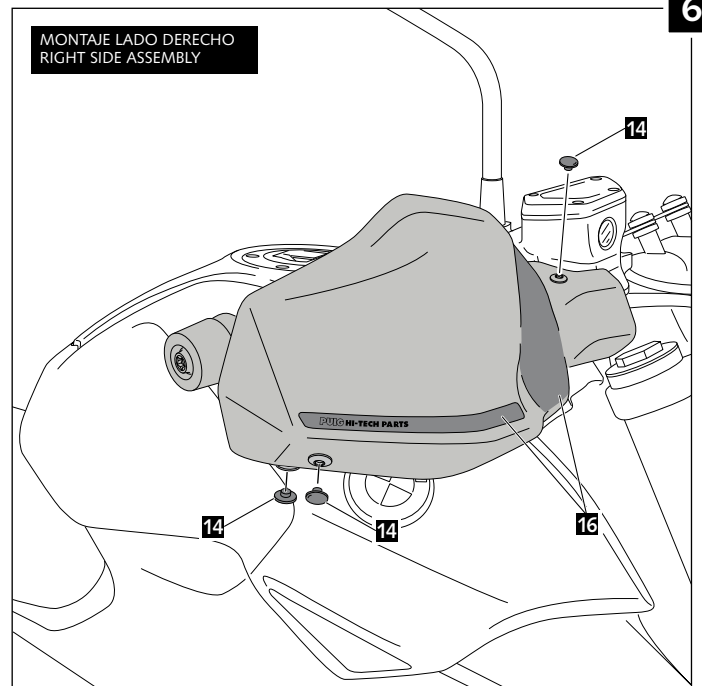 6
MONTAJE LADO DERECHO
RIGHT SIDE ASSEMBLY
14
PUIG HI-TECH PARTS
14
14
16